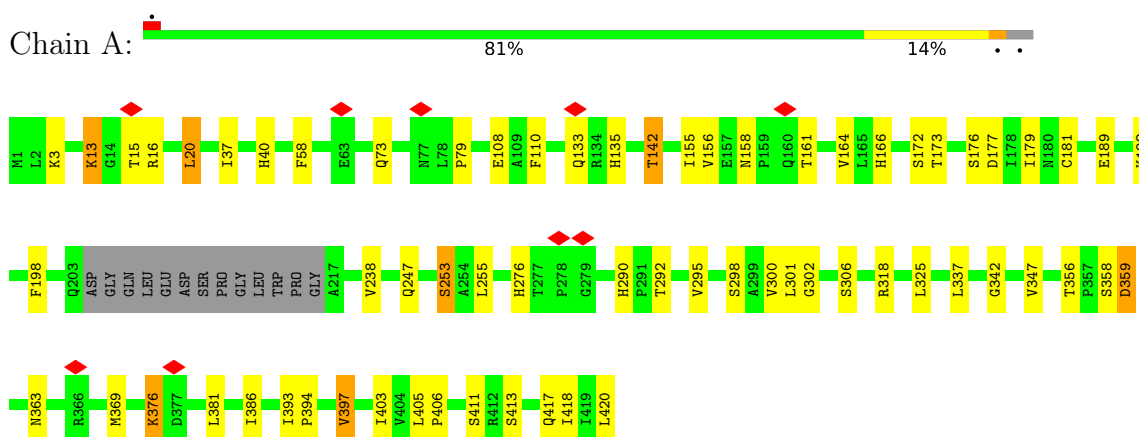 Chain A:
81% 14%
M1 L2 K3 K13 G14 T15 R16 L20 I37 H40 F58 E63 Q73 N77 L78 P79 E108 A109 F110 Q133 R134 H135 T142 I155 V156 E157 N158 P159 Q160 T161 V164 L165 H166 S172 T173 S176 D177 I178 I179 N180 C181 E189
F198 Q203 ASP GLY GLN LEU GLU ASP SER PRO GLY LEU TRP PRO GLY A217 V238 Q247 S253 A254 L255 H276 T277 P278 G279 H290 P291 T292 V295 S298 A299 V300 L301 G302 S306 R318 L325 L337 G342 V347 T356 P357 S358 D359
N363 R366 M369 K376 D377 L381 I386 I393 P394 V397 I403 V404 L405 P406 S411 R412 S413 Q417 I418 I419 L420